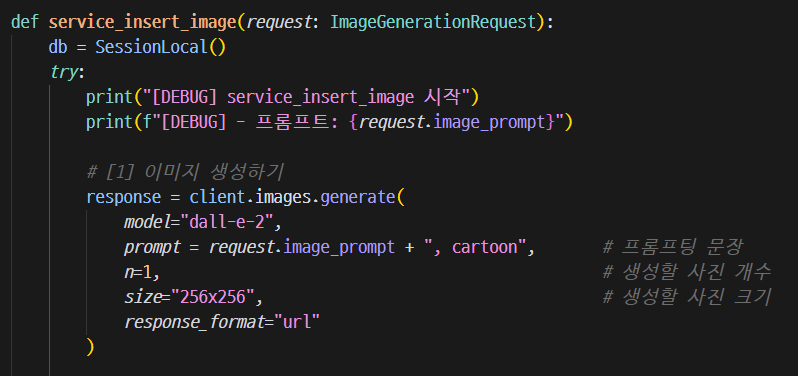 def service_insert_image(request: ImageGenerationRequest):
    db = SessionLocal()
    try:
        print("[DEBUG] service_insert_image 시작")
        print(f"[DEBUG] - 프롬프트: {request.image_prompt}")

        # [1] 이미지 생성하기
        response = client.images.generate(
            model="dall-e-2",
            prompt = request.image_prompt + ", cartoon",       # 프롬프팅 문장
            n=1,                                               # 생성할 사진 개수
            size="256x256",                                    # 생성할 사진 크기
            response_format="url"
        )